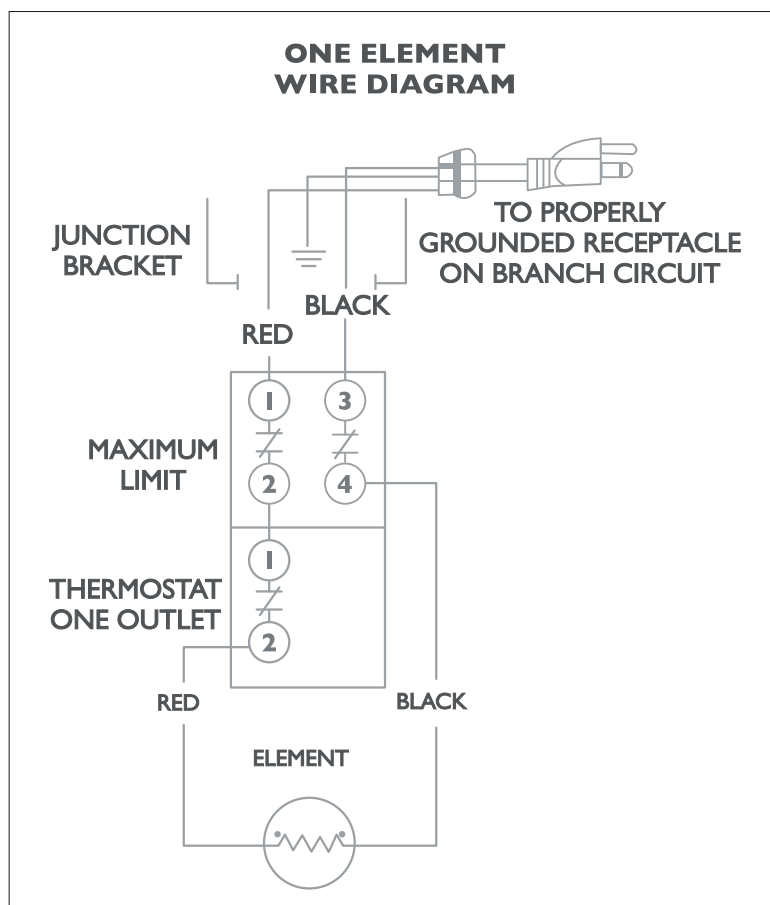 ONE ELEMENT
WIRE DIAGRAM
JUNCTION
BRACKET
TO PROPERLY
GROUNDED RECEPTACLE
ON BRANCH CIRCUIT
BLACK
RED
1
3
MAXIMUM
LIMIT
2
4
1
THERMOSTAT
ONE OUTLET
2
RED
BLACK
ELEMENT